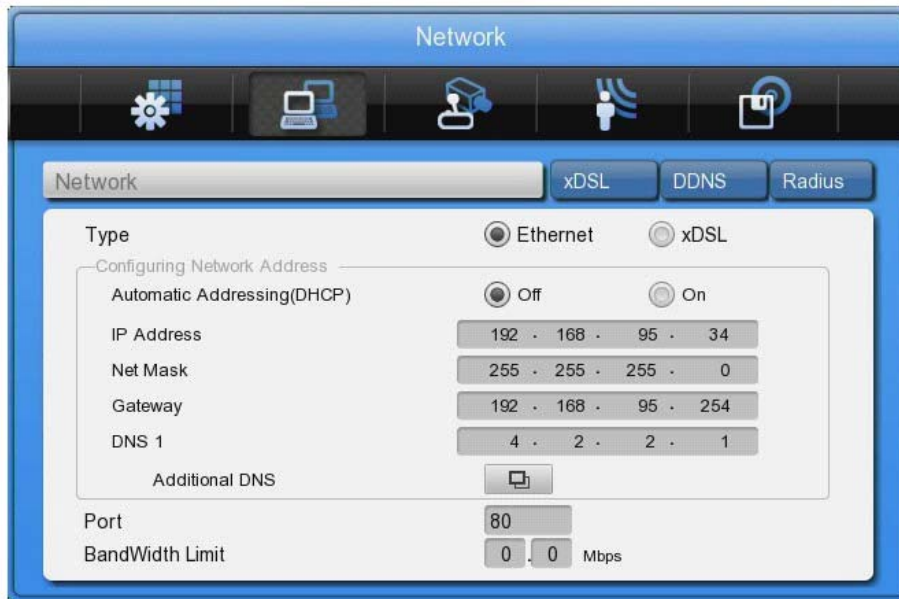 Network
Network xDSL DDNS Radius
Type Ethernet xDSL
Configuring Network Address
Automatic Addressing(DHCP) Off On
IP Address 192 . 168 . 95 . 34
Net Mask 255 . 255 . 255 . 0
Gateway 192 . 168 . 95 . 254
DNS 1 4 . 2 . 2 . 1
Additional DNS
Port 80
BandWidth Limit 0 . 0 Mbps